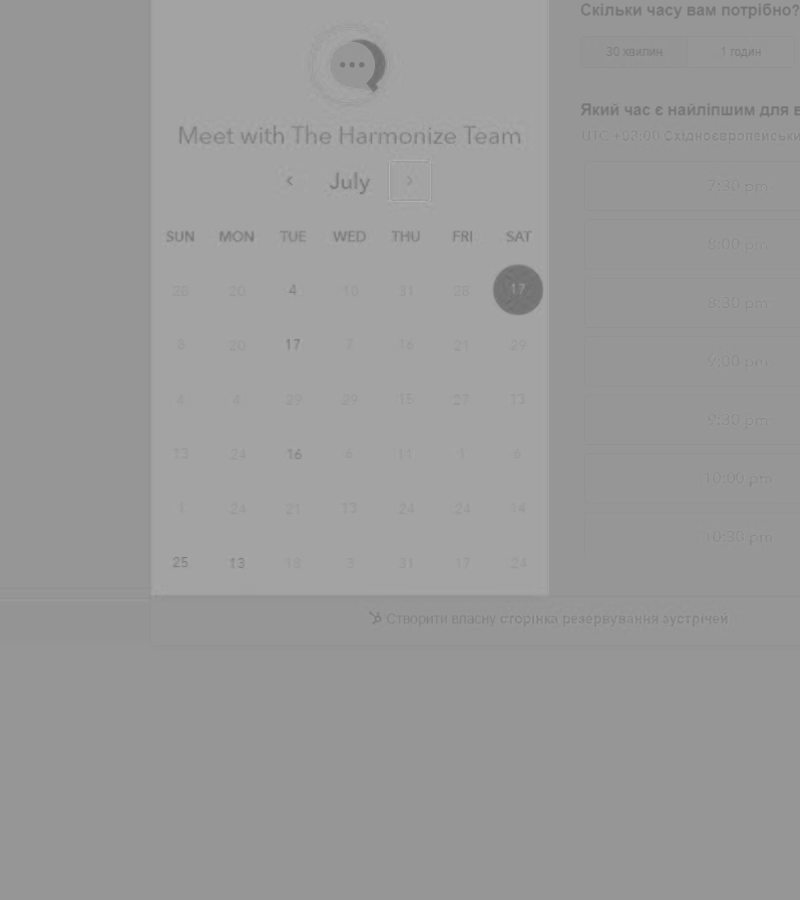 Скільки часу вам потрібно?
30 хвилин 1 годин
Який час є найліпшим для в
UTC +03:00 Східноєвропейськи
Meet with The Harmonize Team
July
SUN MON TUE WED THU FRI SAT
28 20 4 10 31 28 17
8 20 17 7 16 21 29
4 4 29 29 15 27 13
13 24 16 6 11 1 6
1 24 21 13 24 24
25 13 18 3 31 17 24
7:30 pm
8:00 pm
8:30 pm
9:00 pm
9:30 pm
10:00 pm
10:30 pm
Створити власну сторінка резервування зустрічей